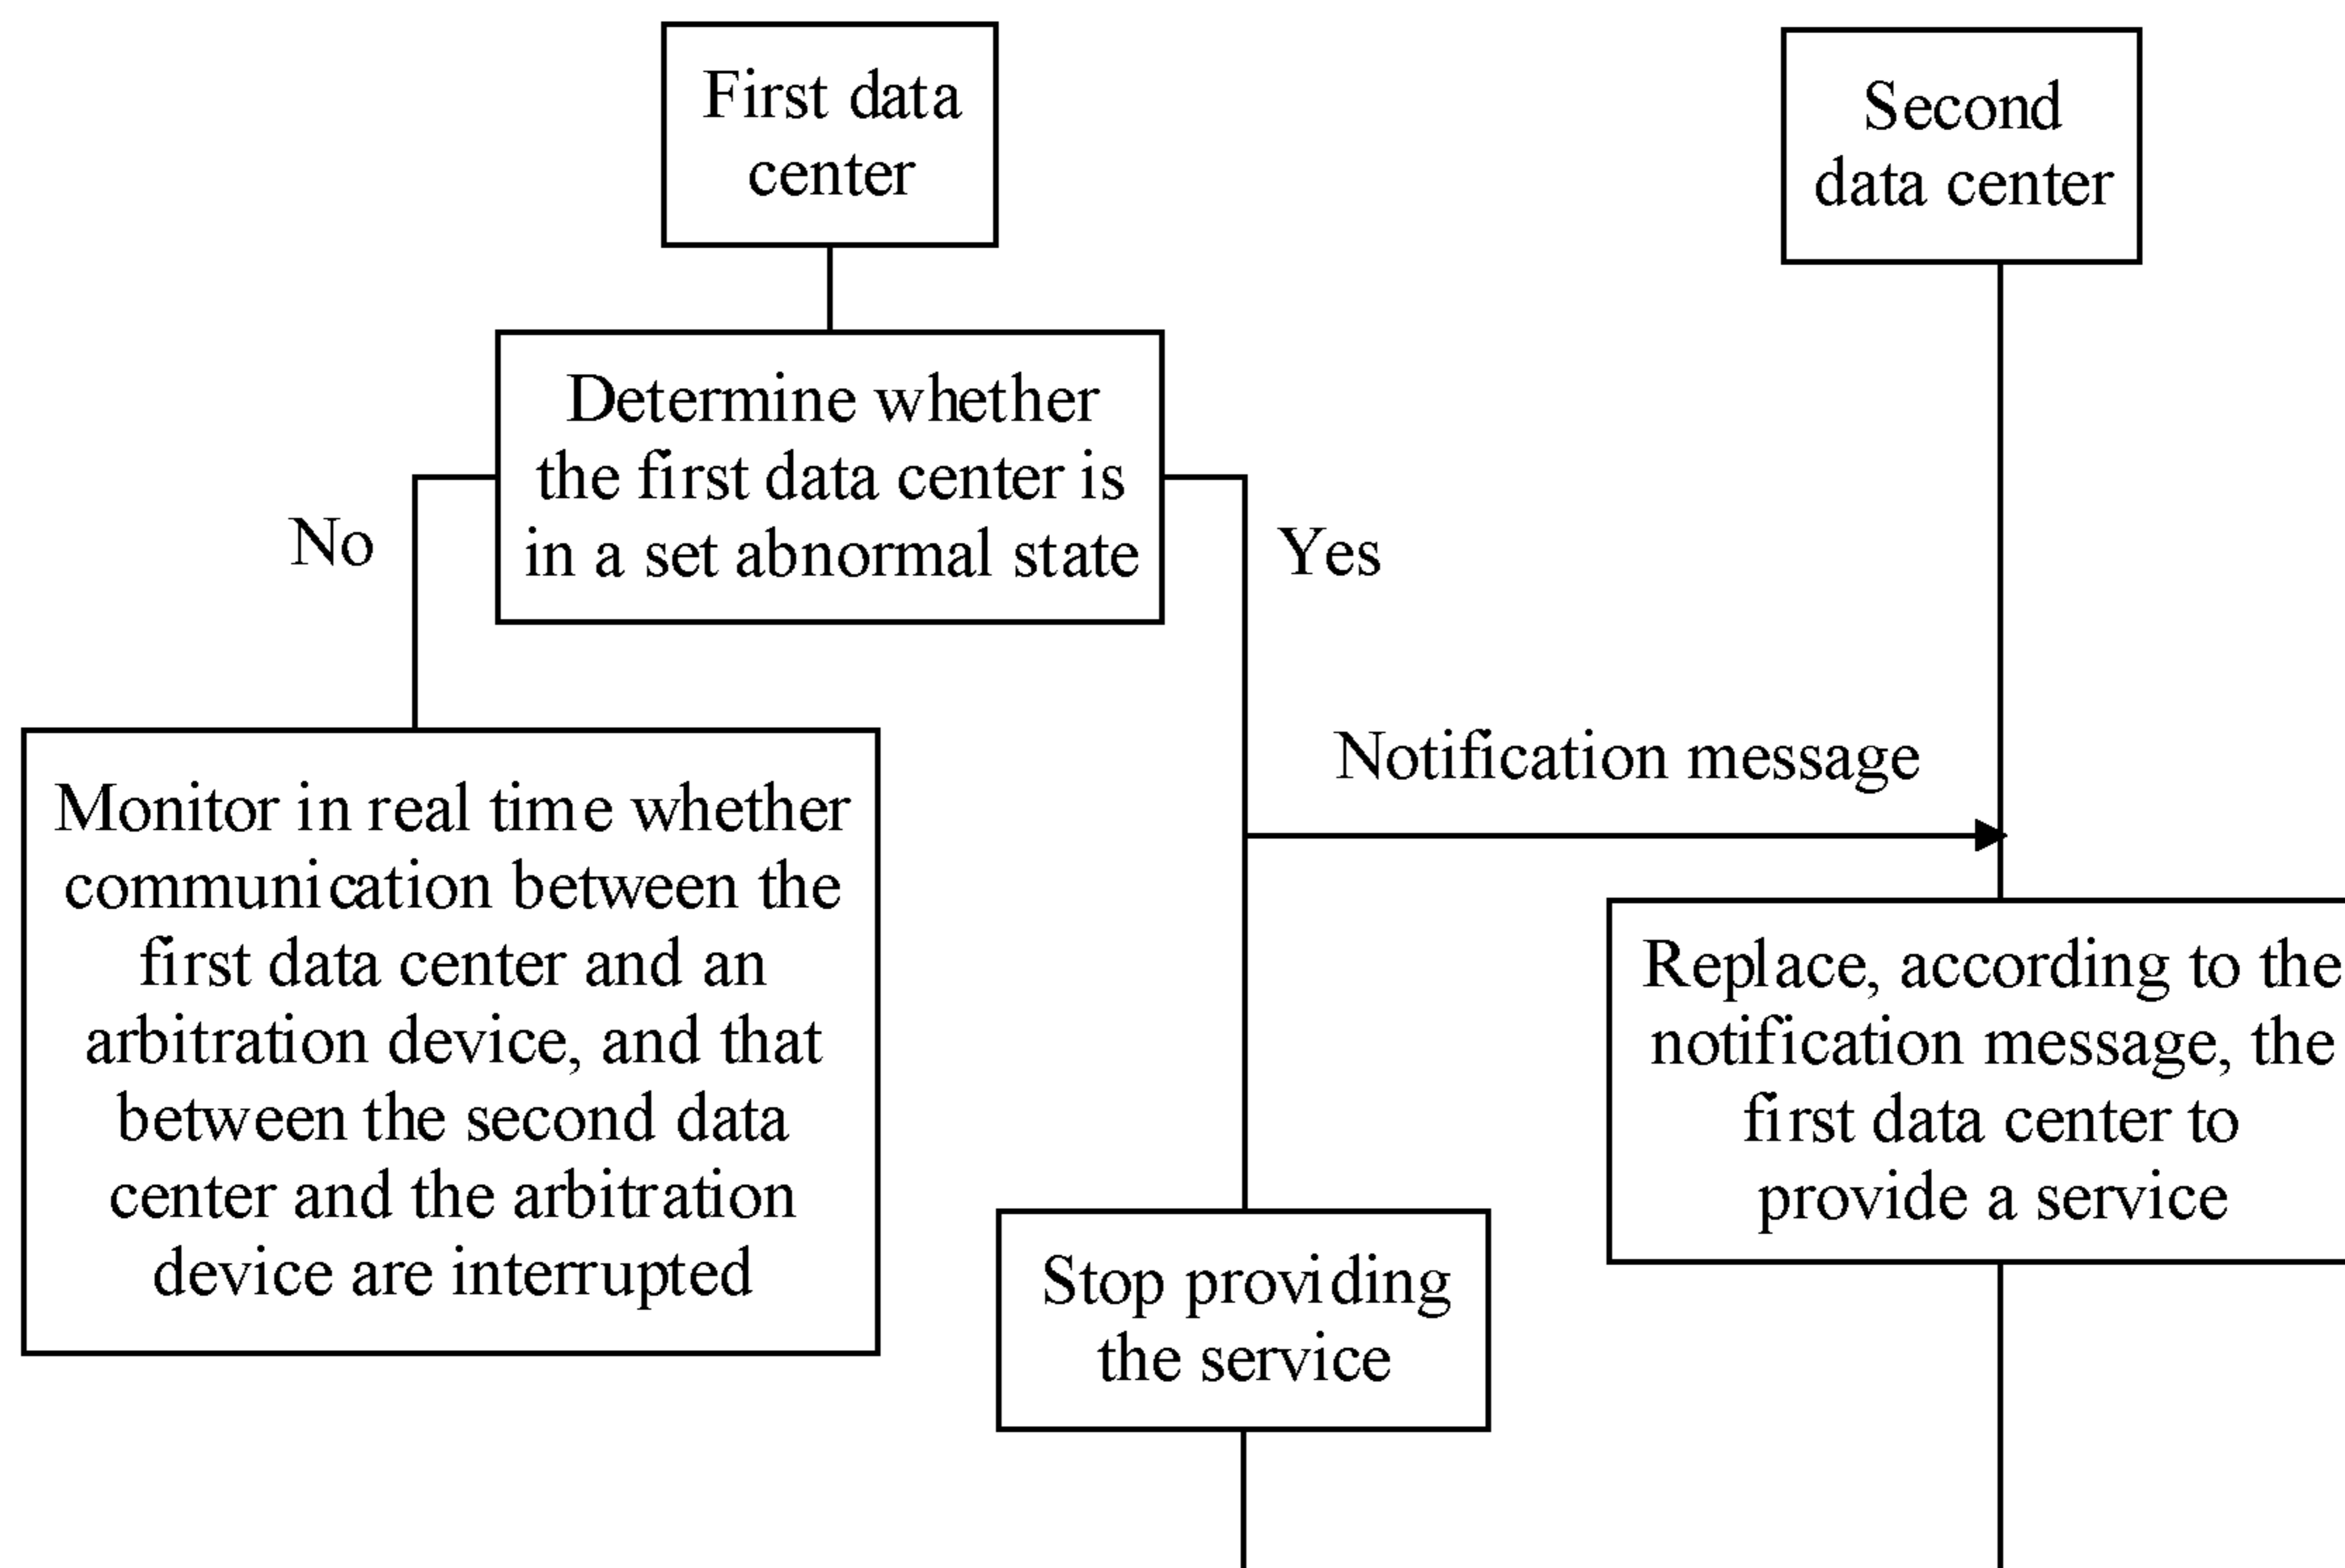 First data
center
Second
data center
Determine whether
the first data center is
in a set abnormal state
No
Yes
Notification message
Monitor in real time whether
communication between the
first data center and an
arbitration device, and that
between the second data
center and the arbitration
device are interrupted
Replace, according to the
notification message, the
first data center to
provide a service
Stop providing
the service